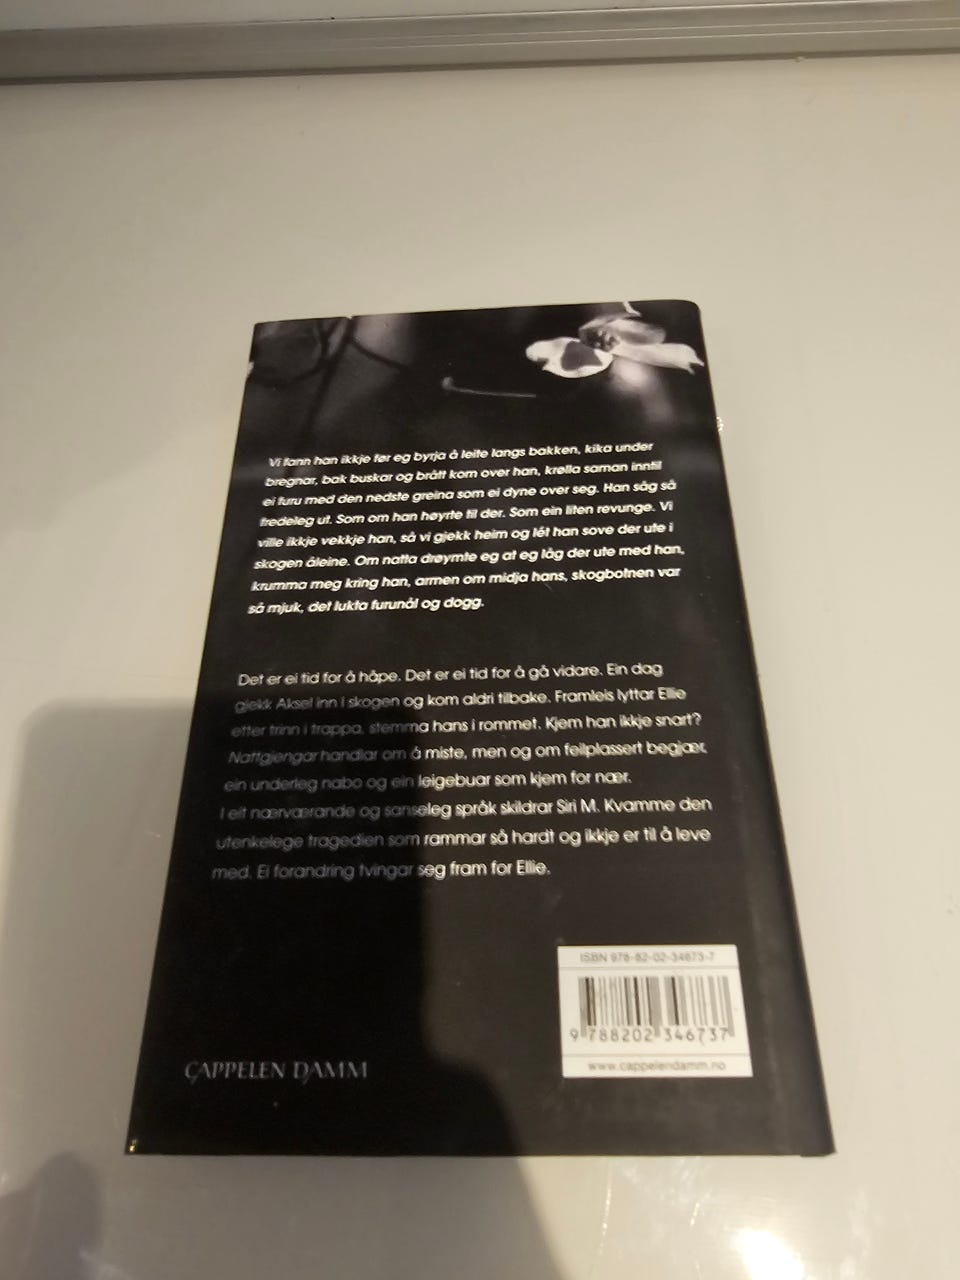 Vi fann han ikkje før eg byrja å leite langs bakken, kika under
bregnar, bak buskar og brått kom over han, krølla saman inntil
ei furu med den nedste greina som ei dyne over seg. Han såg så
fredeleg ut. Som om han høyrte til der. Som ein liten revunge. Vi
ville ikkje vekkje han, så vi gjekk heim og lét han sove der ute i
skogen åleine. Om natta drøymte eg at eg låg der ute med han,
krumma meg kring han, armen om midja hans, skogbotnen var
så mjuk, det lukta furunål og dogg.
Det er ei tid for å håpe. Det er ei tid for å gå vidare. Ein dag
gjekk Aksel inn i skogen og kom aldri tilbake. Framleis lyttar Ellie
etter trinn i trappa, stemma hans i rommet. Kjem han ikkje snart?
Nattgjengar handlar om å miste, men og om feilplassert begjær,
ein underleg nabo og ein leigebuar som kjem for nær.
I eit nærværande og sanseleg språk skildrar Siri M. Kvamme den
utenkelege tragedien som rammar så hardt og ikkje er til å leve
med. Ei forandring tvingar seg fram for Ellie.
ISBN 978-82-02-34673-7
9 788202 346737
www.cappelendamm.no
CAPPELEN DAMM